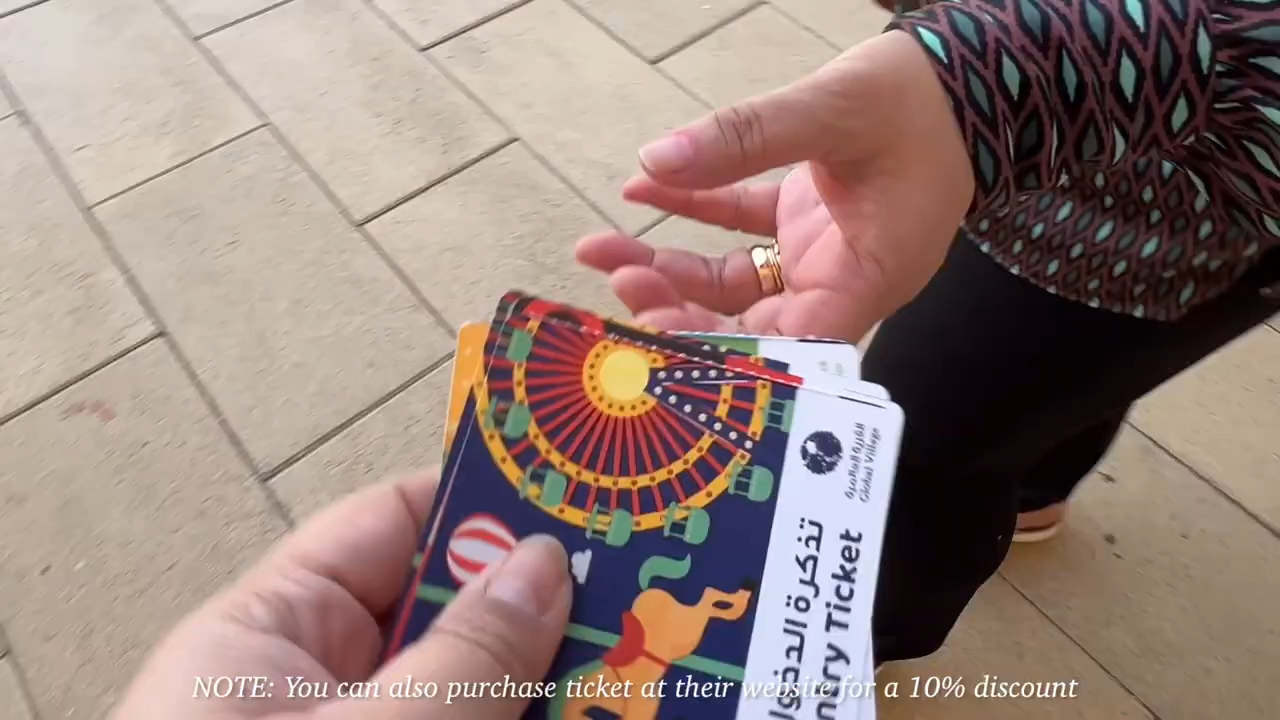 القرية العالمية
Global Village
تذكرة الدخول
ntry Ticket
NOTE: You can also purchase ticket at their website for a 10% discount